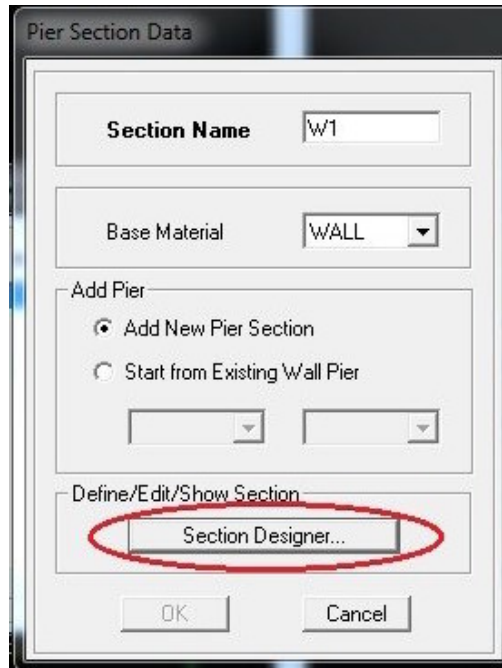 Pier Section Data
Section Name W1
Base Material WALL
Add Pier
Add New Pier Section
Start from Existing Wall Pier
Define/Edit/Show Section
Section Designer...
OK Cancel